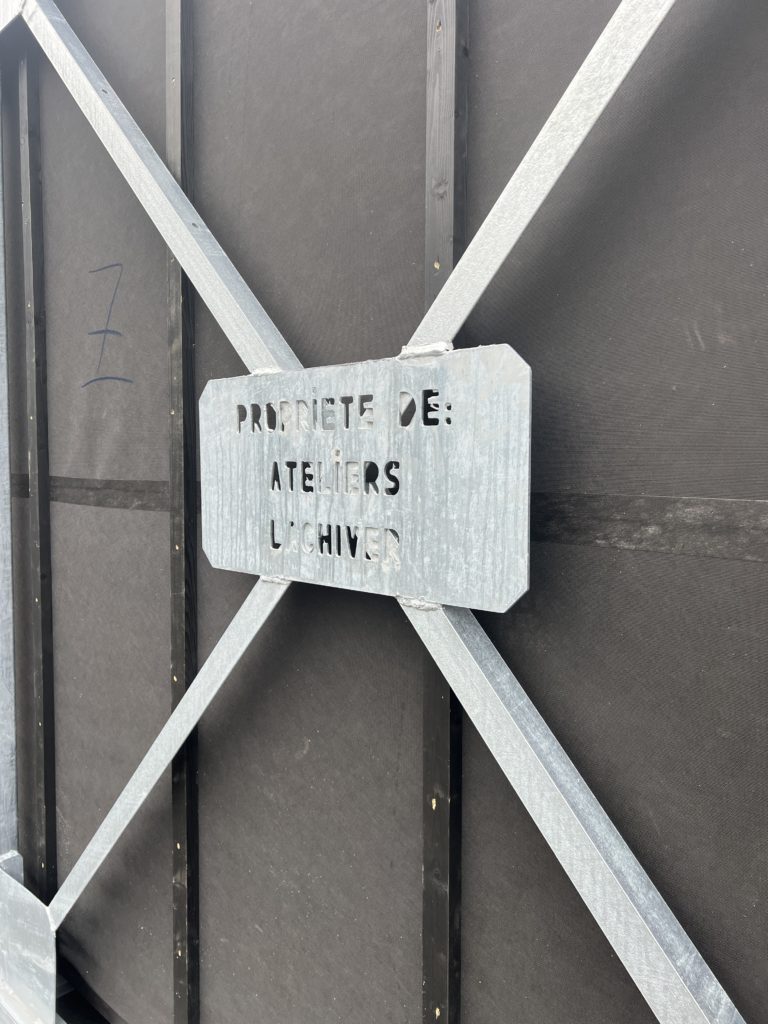 PROPRIETE DE:
ATELIERS
LACHIVER
7